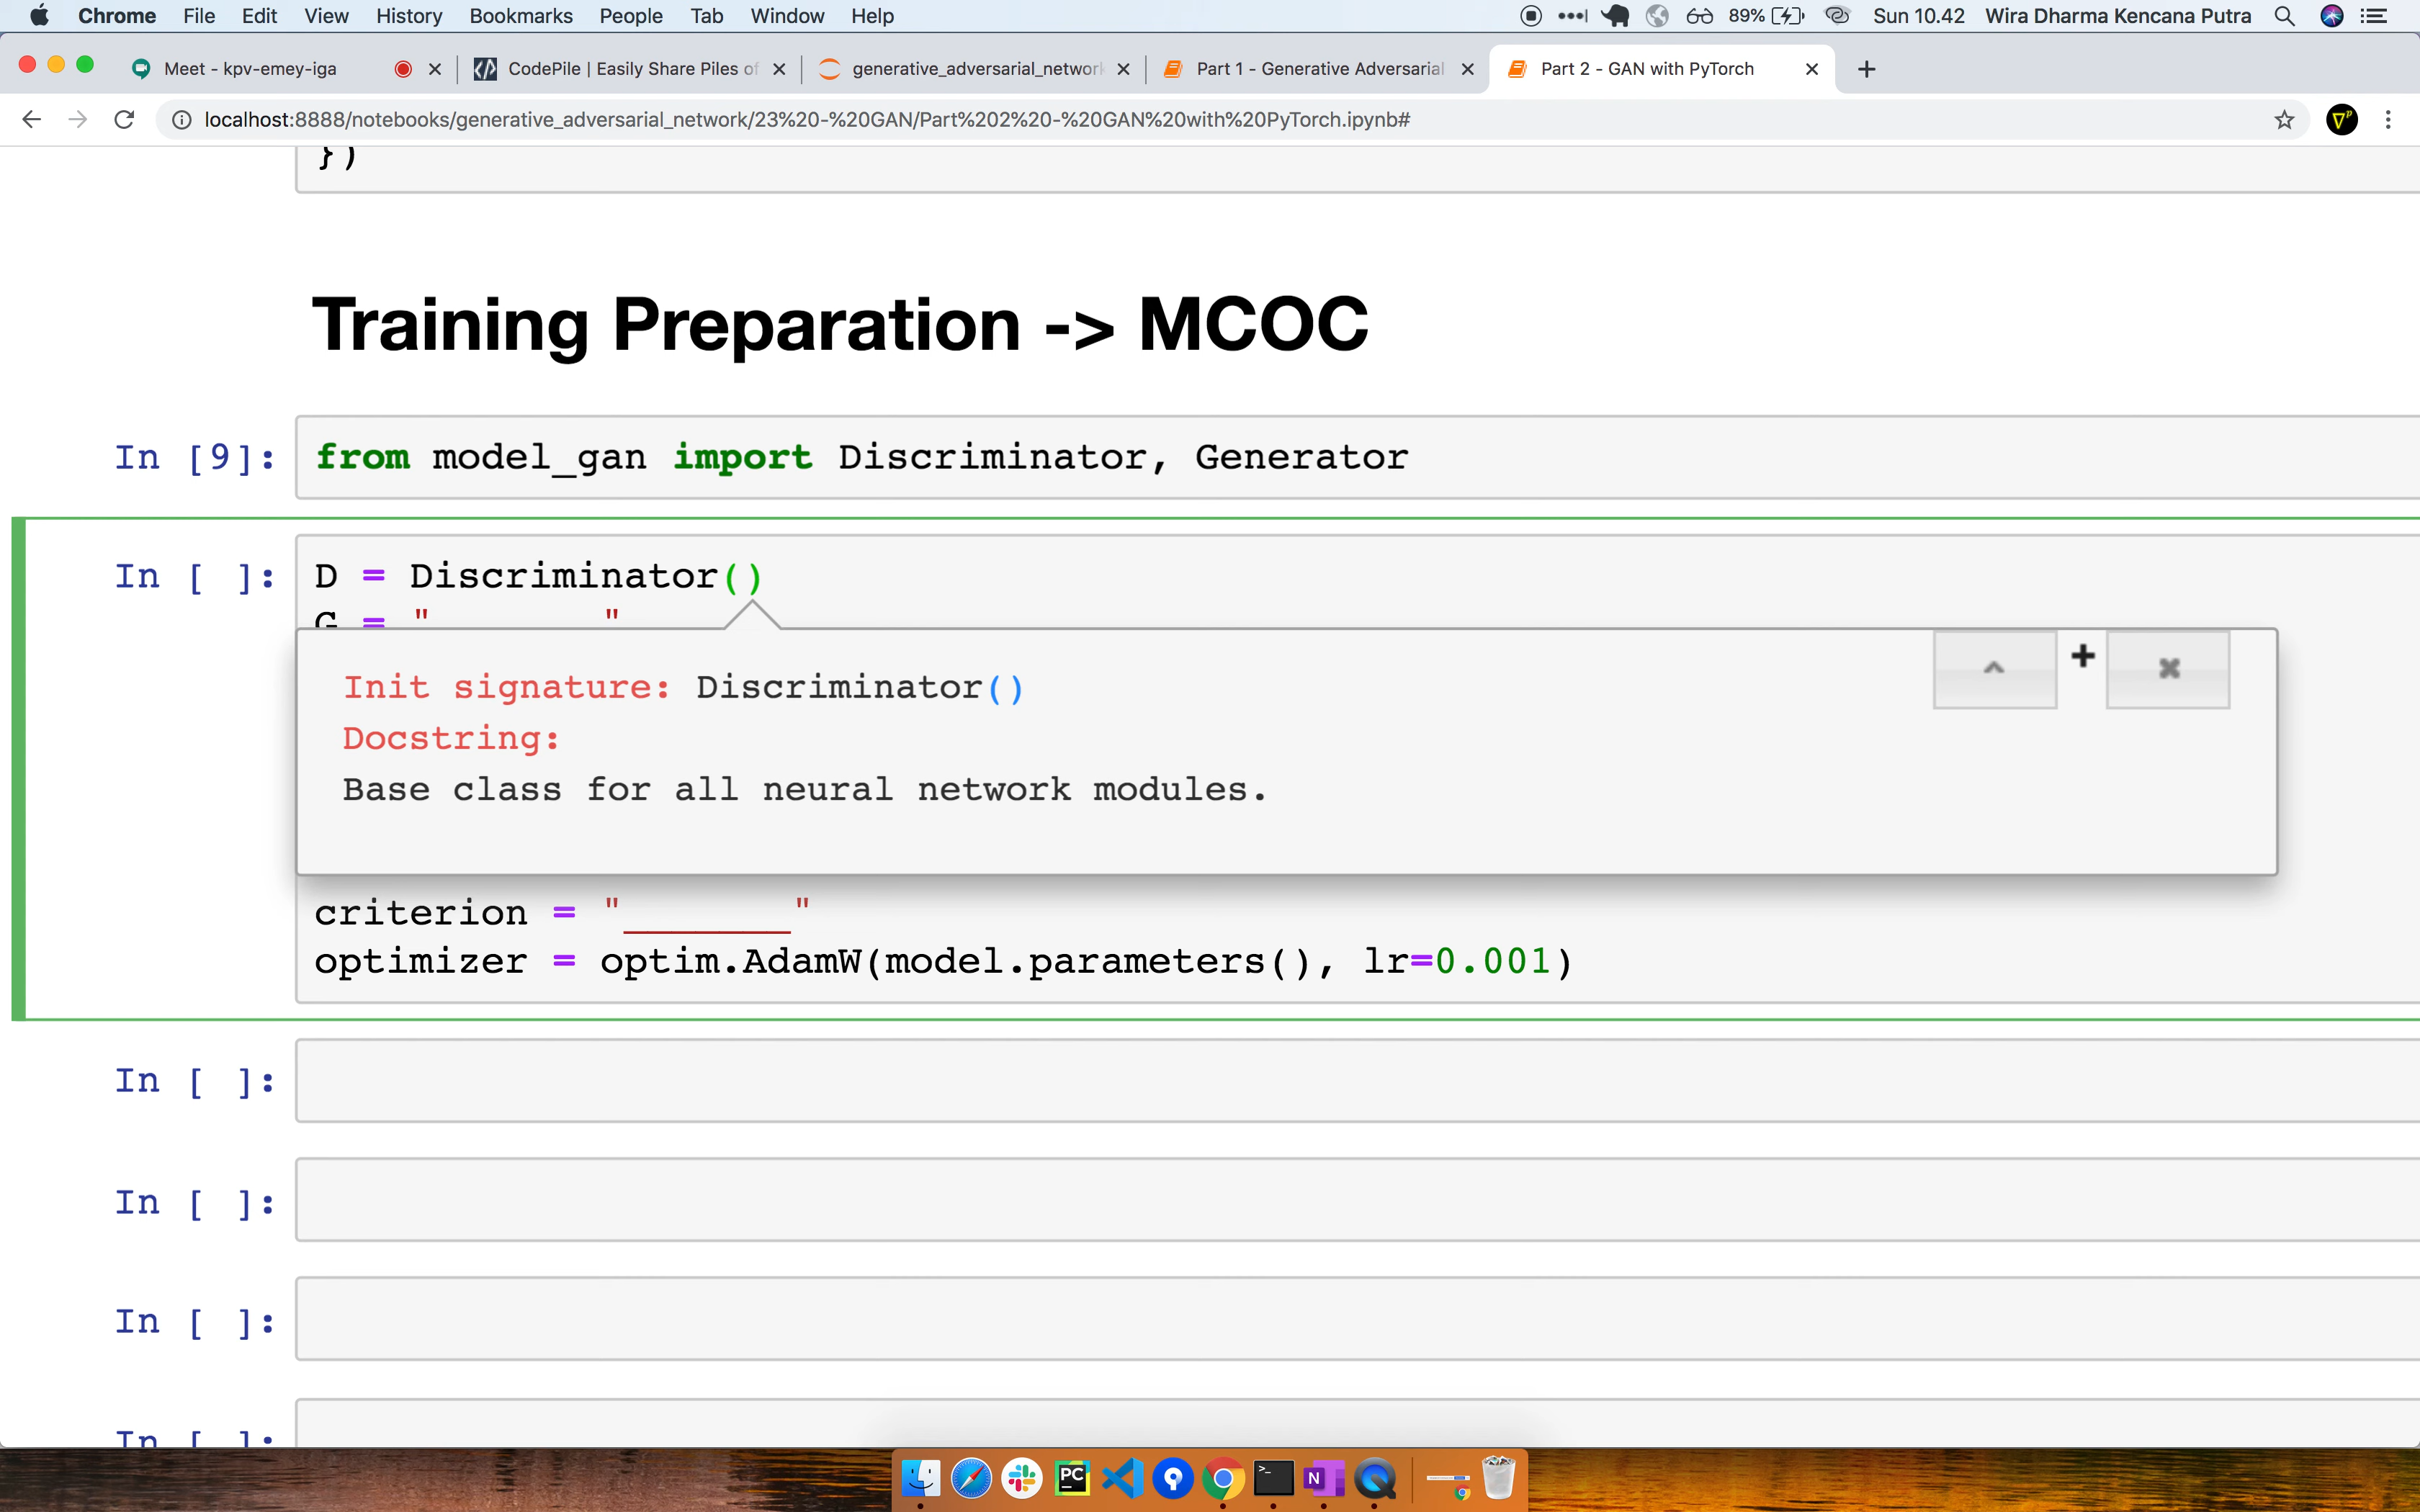 Chrome File Edit View History Bookmarks People Tab Window Help 89% Sun 10.42 Wira Dharma Kencana Putra
Meet - kpv-emey-iga CodePile | Easily Share Piles of generative_adversarial_network Part 1 - Generative Adversarial Part 2 - GAN with PyTorch
localhost:8888/notebooks/generative_adversarial_network/23%20-%20GAN/Part%202%20-%20GAN%20with%20PyTorch.ipynb#
})
Training Preparation -> MCOC
In [9]: from model_gan import Discriminator, Generator
In [ ]: D = Discriminator()
G = "_______"
Init signature: Discriminator()
Docstring:
Base class for all neural network modules.
criterion = "_______"
optimizer = optim.AdamW(model.parameters(), lr=0.001)
In [ ]:
In [ ]:
In [ ]:
In [ ]: